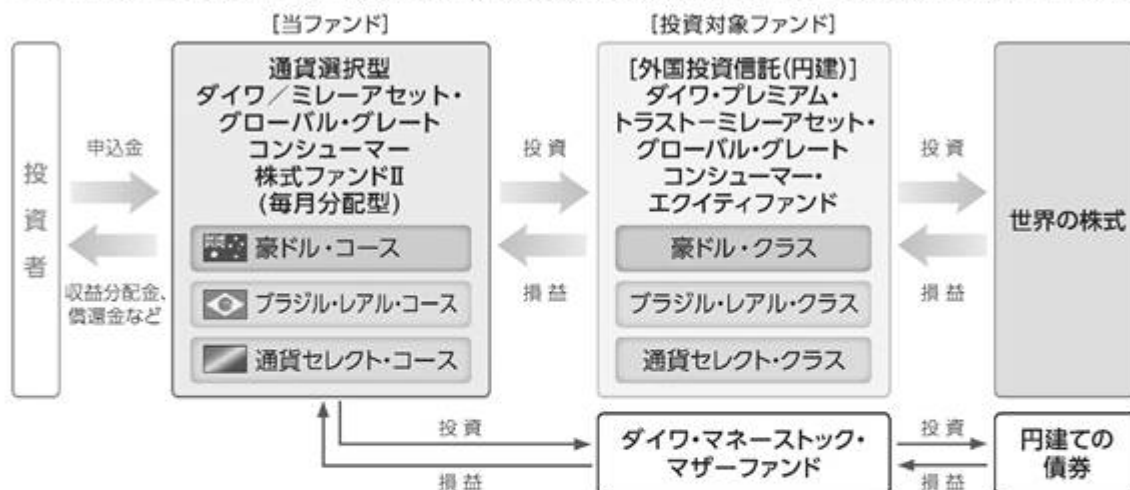 [当ファンド]
[投資対象ファンド]
投資者
申込金
収益分配金、
償還金など
通貨選択型
ダイワ／ミレーアセット・
グローバル・グレート
コンシューマー
株式ファンドⅡ
(毎月分配型)
豪ドル・コース
ブラジル・レアル・コース
通貨セレクト・コース
投資
損益
[外国投資信託(円建)]
ダイワ・プレミアム・
トラストーミレーアセット・
グローバル・グレート
コンシューマー・
エクイティファンド
豪ドル・クラス
ブラジル・レアル・クラス
通貨セレクト・クラス
投資
損益
世界の株式
投資
損益
ダイワ・マネーストック・
マザーファンド
投資
損益
円建ての
債券